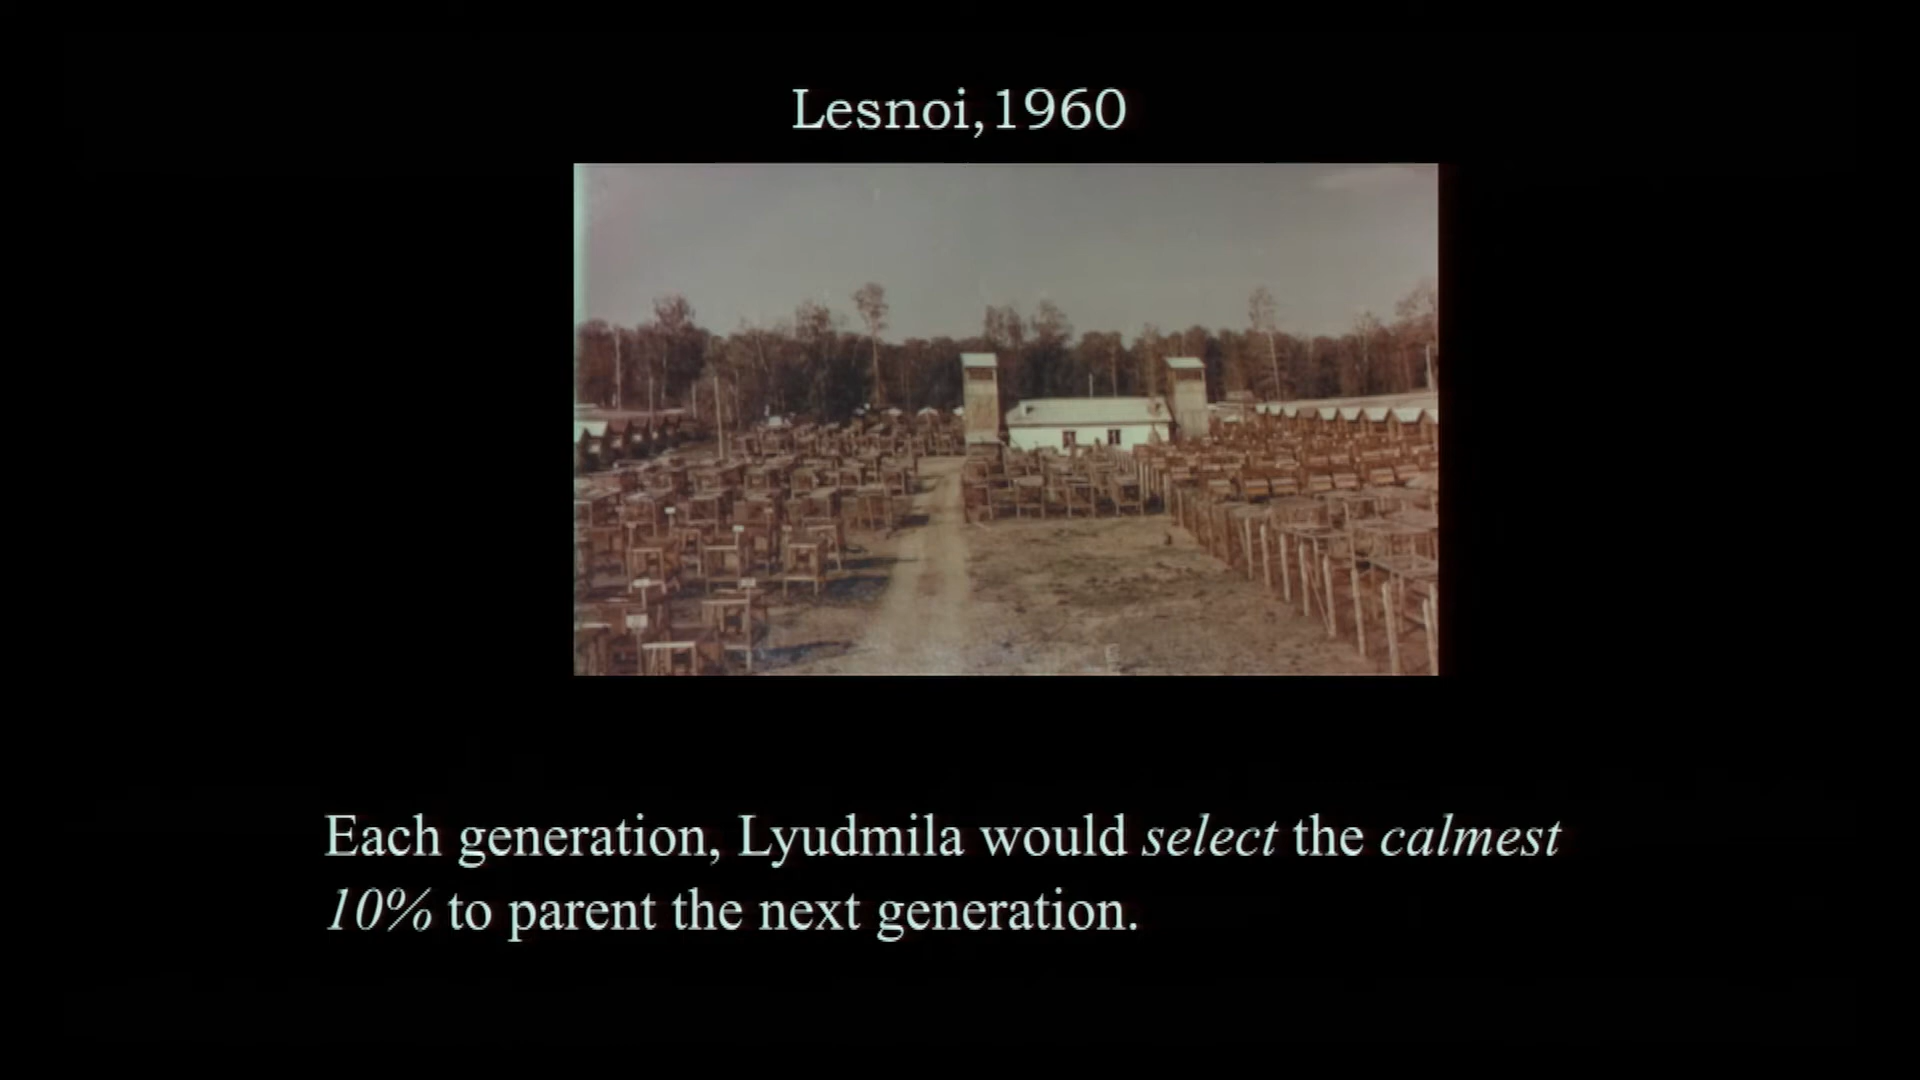 Lesnoi,1960
Each generation, Lyudmila would select the calmest
10% to parent the next generation.